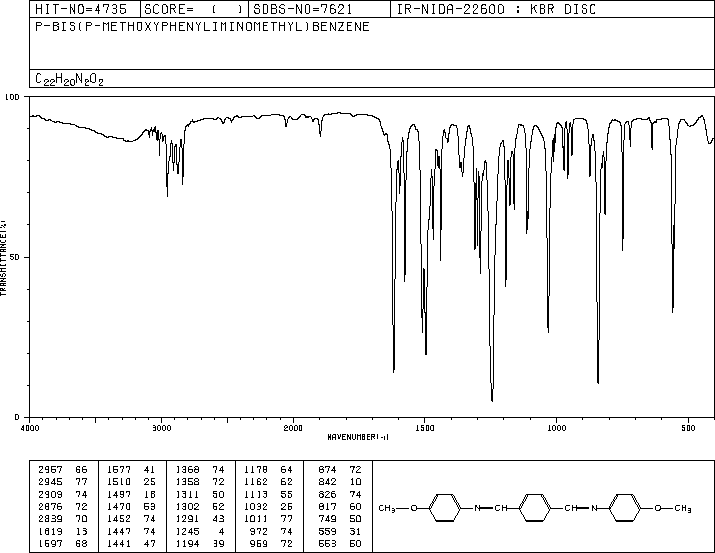 HIT-NO=4735 SCORE= ( ) SDBS-NO=7621 IR-NIDA-22600 : KBR DISC
P-BIS(P-METHOXYPHENYLIMINOMETHYL)BENZENE
C22H20N2O2
100
TRANSMITTANCE(%)
50
0
4000 3000 2000 1500 1000 500
WAVENUMBER(-1)
2957 66 1577 41 1368 74 1178 64 874 72
2945 77 1510 25 1358 72 1162 62 842 10
2909 74 1497 18 1311 50 1113 55 826 74
2876 72 1470 53 1302 52 1032 26 817 60
2839 70 1452 74 1291 43 1011 77 749 50
1619 13 1447 74 1245 4 972 74 559 31
1597 68 1441 47 1194 39 959 72 553 50
CH3—O N=CH CH=N O—CH3